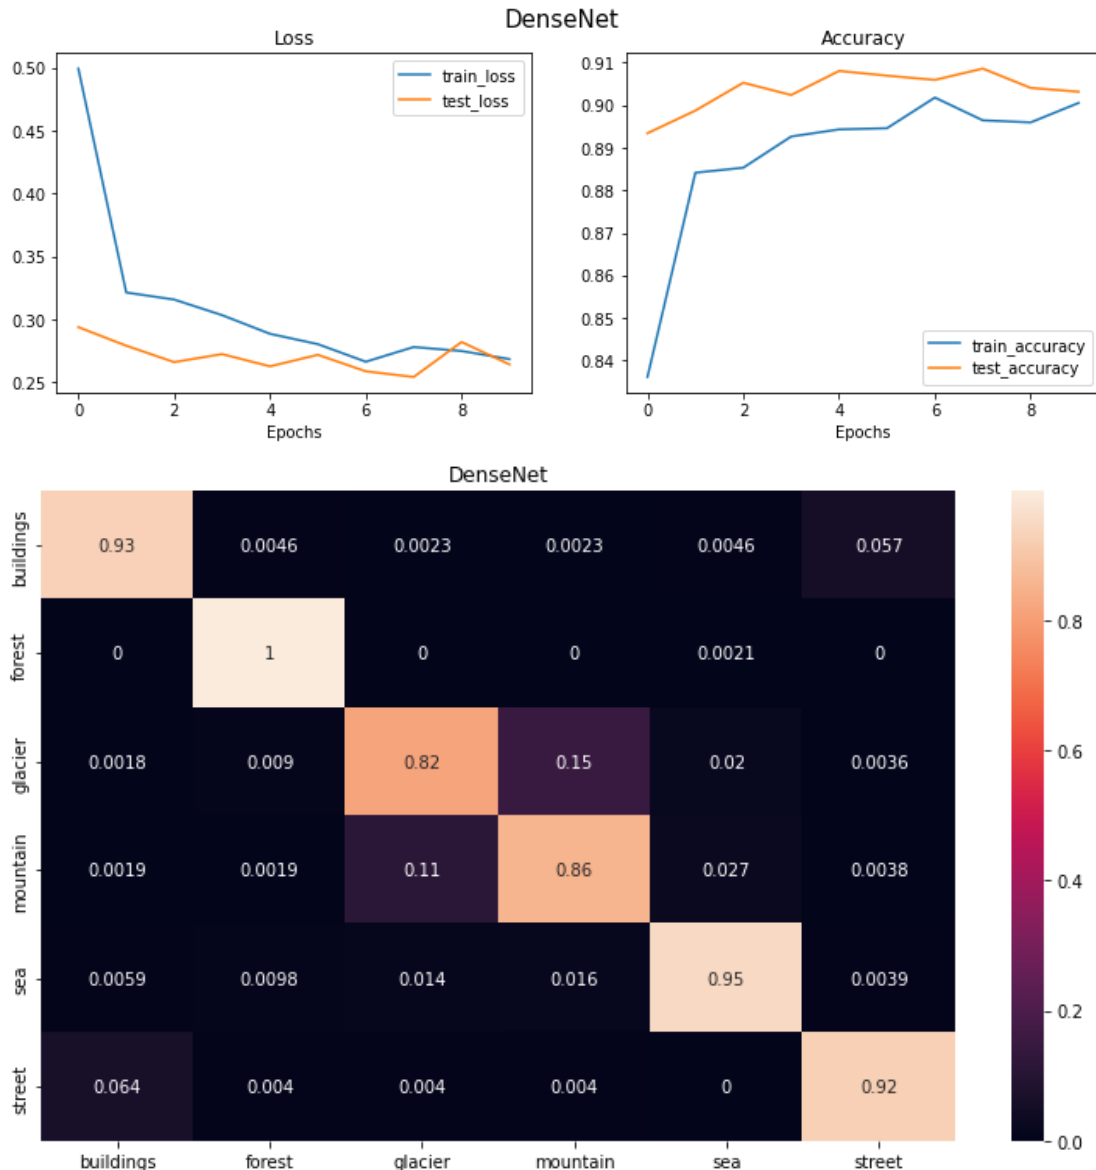 DenseNet
Loss
0.50
0.45
0.40
0.35
0.30
0.25
0 2 4 6 8
Epochs
train_loss
test_loss
Accuracy
0.91
0.90
0.89
0.88
0.87
0.86
0.85
0.84
0 2 4 6 8
Epochs
train_accuracy
test_accuracy
DenseNet
buildings 0.93 0.0046 0.0023 0.0023 0.0046 0.057
forest 0 1 0 0 0.0021 0
glacier 0.0018 0.009 0.82 0.15 0.02 0.0036
mountain 0.0019 0.0019 0.11 0.86 0.027 0.0038
sea 0.0059 0.0098 0.014 0.016 0.95 0.0039
street 0.064 0.004 0.004 0.004 0 0.92
buildings forest glacier mountain sea street
0.8
0.6
0.4
0.2
0.0